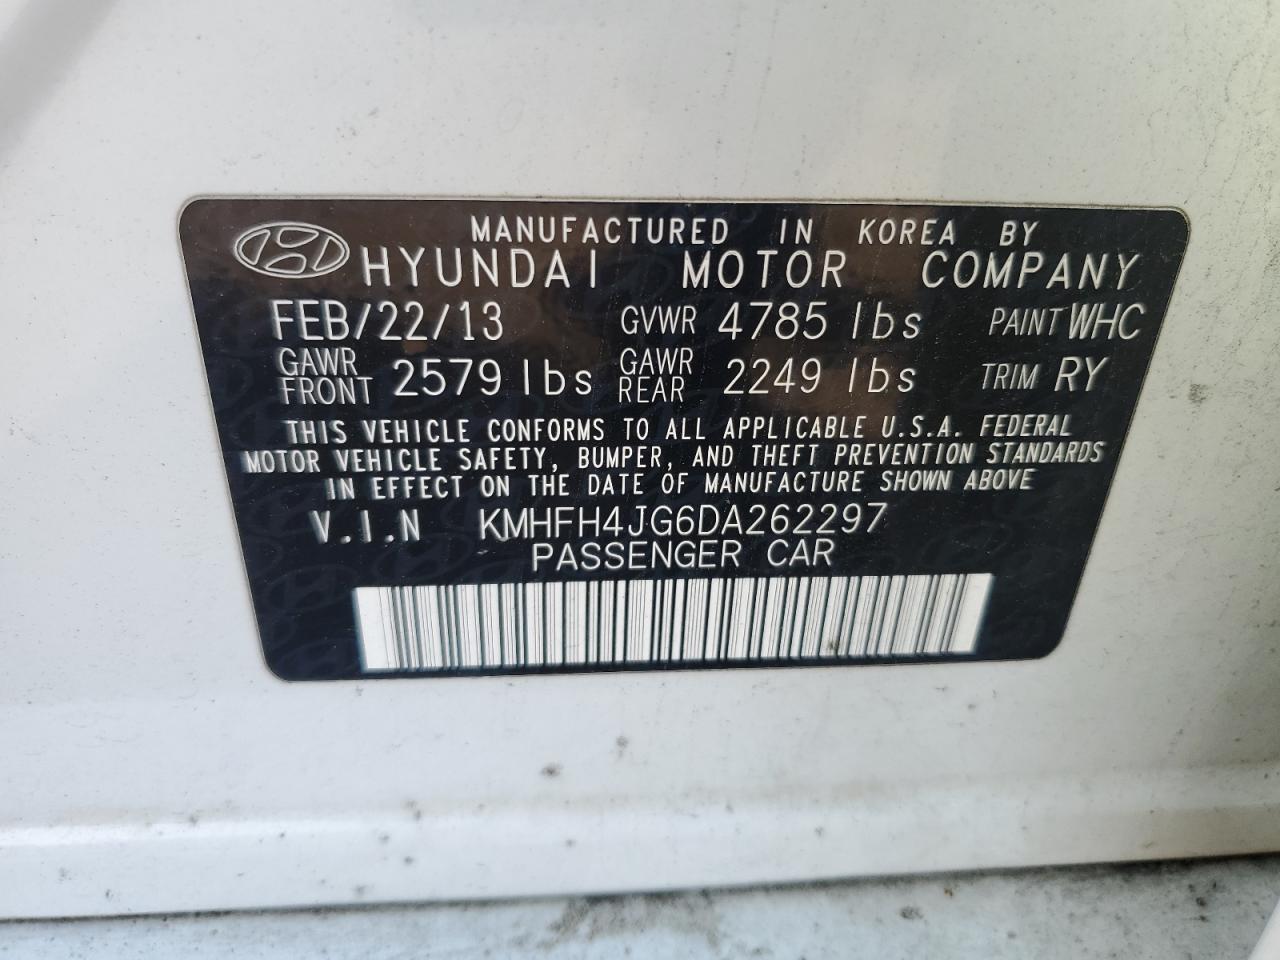 MANUFACTURED IN KOREA BY
HYUNDAI MOTOR COMPANY
FEB/22/13 GVWR 4785 lbs PAINT WHC
GAWR FRONT 2579 lbs GAWR REAR 2249 lbs TRIM RY
THIS VEHICLE CONFORMS TO ALL APPLICABLE U.S.A. FEDERAL
MOTOR VEHICLE SAFETY, BUMPER, AND THEFT PREVENTION STANDARDS
IN EFFECT ON THE DATE OF MANUFACTURE SHOWN ABOVE
V.I.N KMHFH4JG6DA262297
PASSENGER CAR